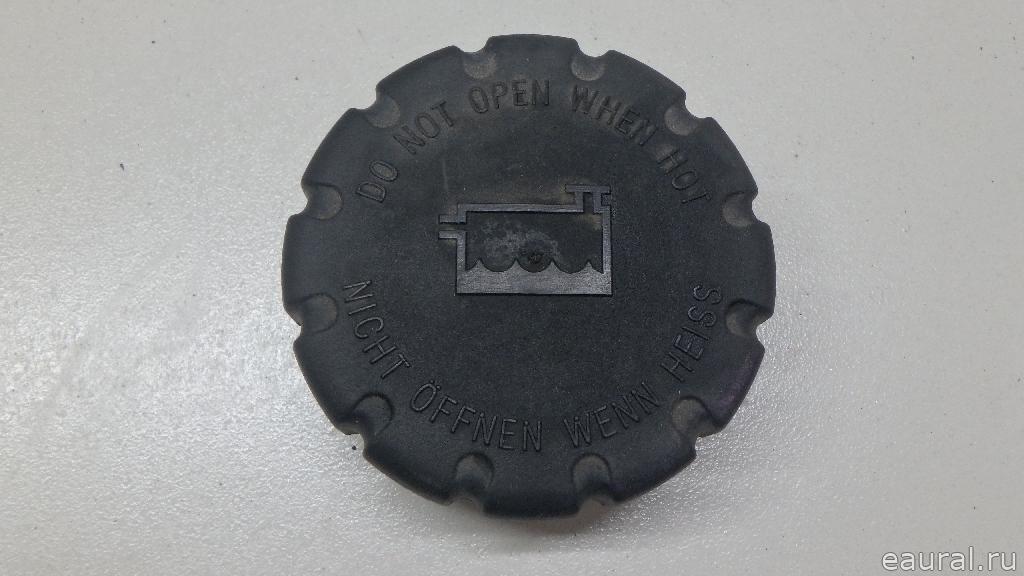 DO NOT OPEN WHEN HOT
NICHT ÖFFNEN WENN HEISS
eaural.ru